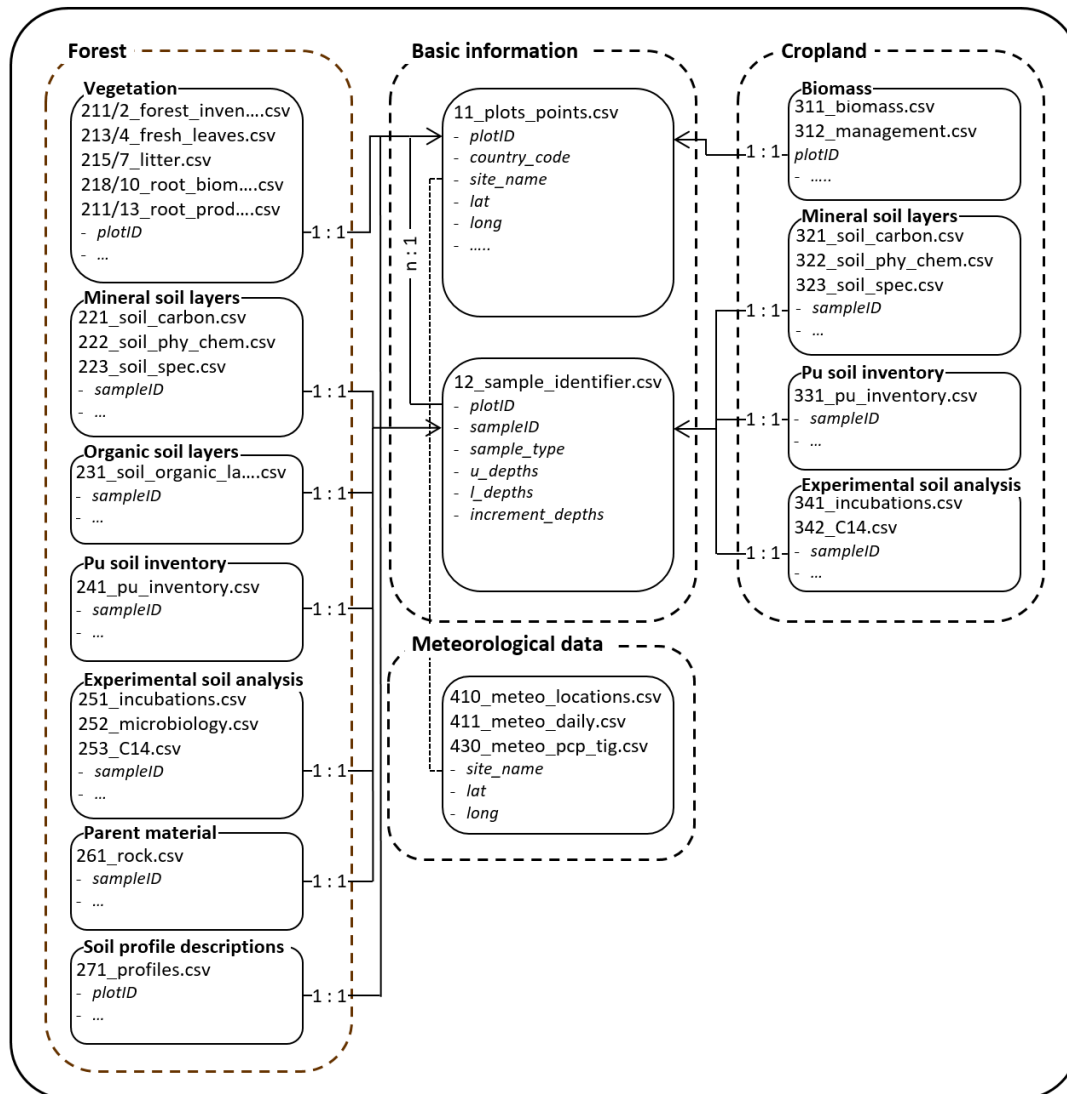 Forest
Vegetation
211/2_forest_inven....csv
213/4_fresh_leaves.csv
215/7_litter.csv
218/10_root_biom....csv
211/13_root_prod....csv
- plotID
- ...
1 : 1
Mineral soil layers
221_soil_carbon.csv
222_soil_phy_chem.csv
223_soil_spec.csv
- sampleID
- ...
1 : 1
Organic soil layers
231_soil_organic_la....csv
- sampleID
- ...
1 : 1
Pu soil inventory
241_pu_inventory.csv
- sampleID
- ...
1 : 1
Experimental soil analysis
251_incubations.csv
252_microbiology.csv
253_C14.csv
- sampleID
- ...
1 : 1
Parent material
261_rock.csv
- sampleID
- ...
1 : 1
Soil profile descriptions
271_profiles.csv
- plotID
- ...
1 : 1
Basic information
11_plots_points.csv
- plotID
- country_code
- site_name
- lat
- long
- .....
n : 1
12_sample_identifier.csv
- plotID
- sampleID
- sample_type
- u_depths
- l_depths
- increment_depths
Meteorological data
410_meteo_locations.csv
411_meteo_daily.csv
430_meteo_pcp_tig.csv
- site_name
- lat
- long
Cropland
Biomass
311_biomass.csv
312_management.csv
plotID
- .....
1 : 1
Mineral soil layers
321_soil_carbon.csv
322_soil_phy_chem.csv
323_soil_spec.csv
- sampleID
- ...
1 : 1
Pu soil inventory
331_pu_inventory.csv
- sampleID
- ...
1 : 1
Experimental soil analysis
341_incubations.csv
342_C14.csv
- sampleID
- ...
1 : 1